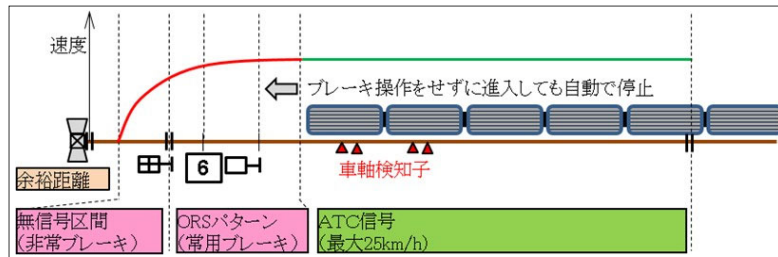 速度
ブレーキ操作をせずに進入しても自動で停止
6
車軸検知子
余裕距離
無信号区間
(非常ブレーキ)
ORSパターン
(常用ブレーキ)
ATC信号
(最大25km/h)